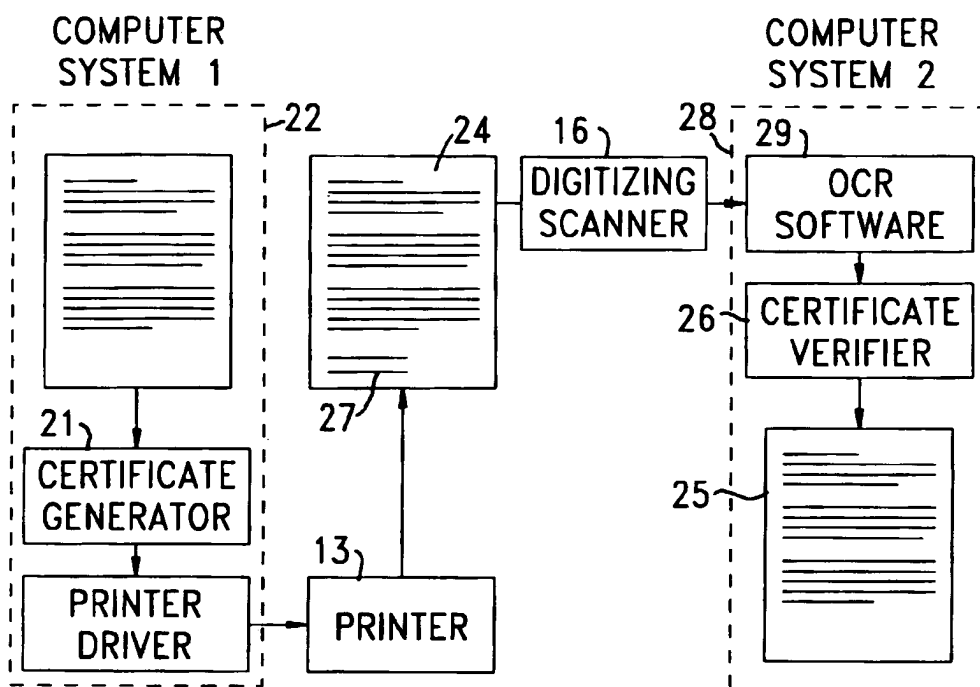 COMPUTER
SYSTEM 1
COMPUTER
SYSTEM 2
22
24
16
28
29
DIGITIZING
SCANNER
OCR
SOFTWARE
26
CERTIFICATE
VERIFIER
27
21
CERTIFICATE
GENERATOR
25
13
PRINTER
DRIVER
PRINTER